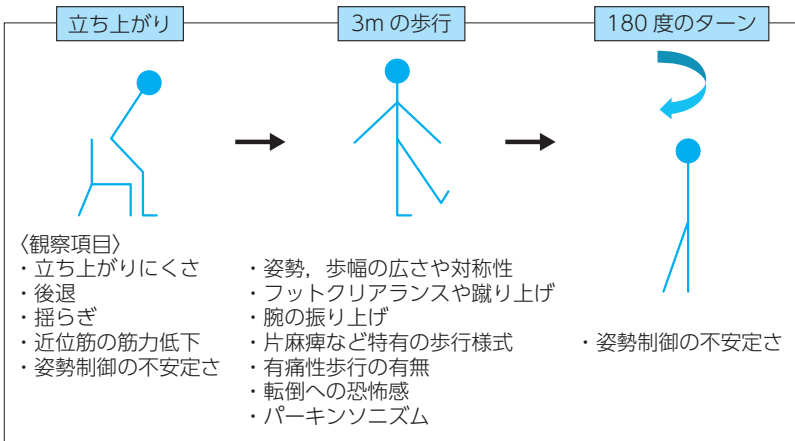 立ち上がり
3m の歩行
180 度のターン
〈観察項目〉
・立ち上がりにくさ
・後退
・揺らぎ
・近位筋の筋力低下
・姿勢制御の不安定さ
・姿勢，歩幅の広さや対称性
・フットクリアランスや蹴り上げ
・腕の振り上げ
・片麻痺など特有の歩行様式
・有痛性歩行の有無
・転倒への恐怖感
・パーキンソニズム
・姿勢制御の不安定さ